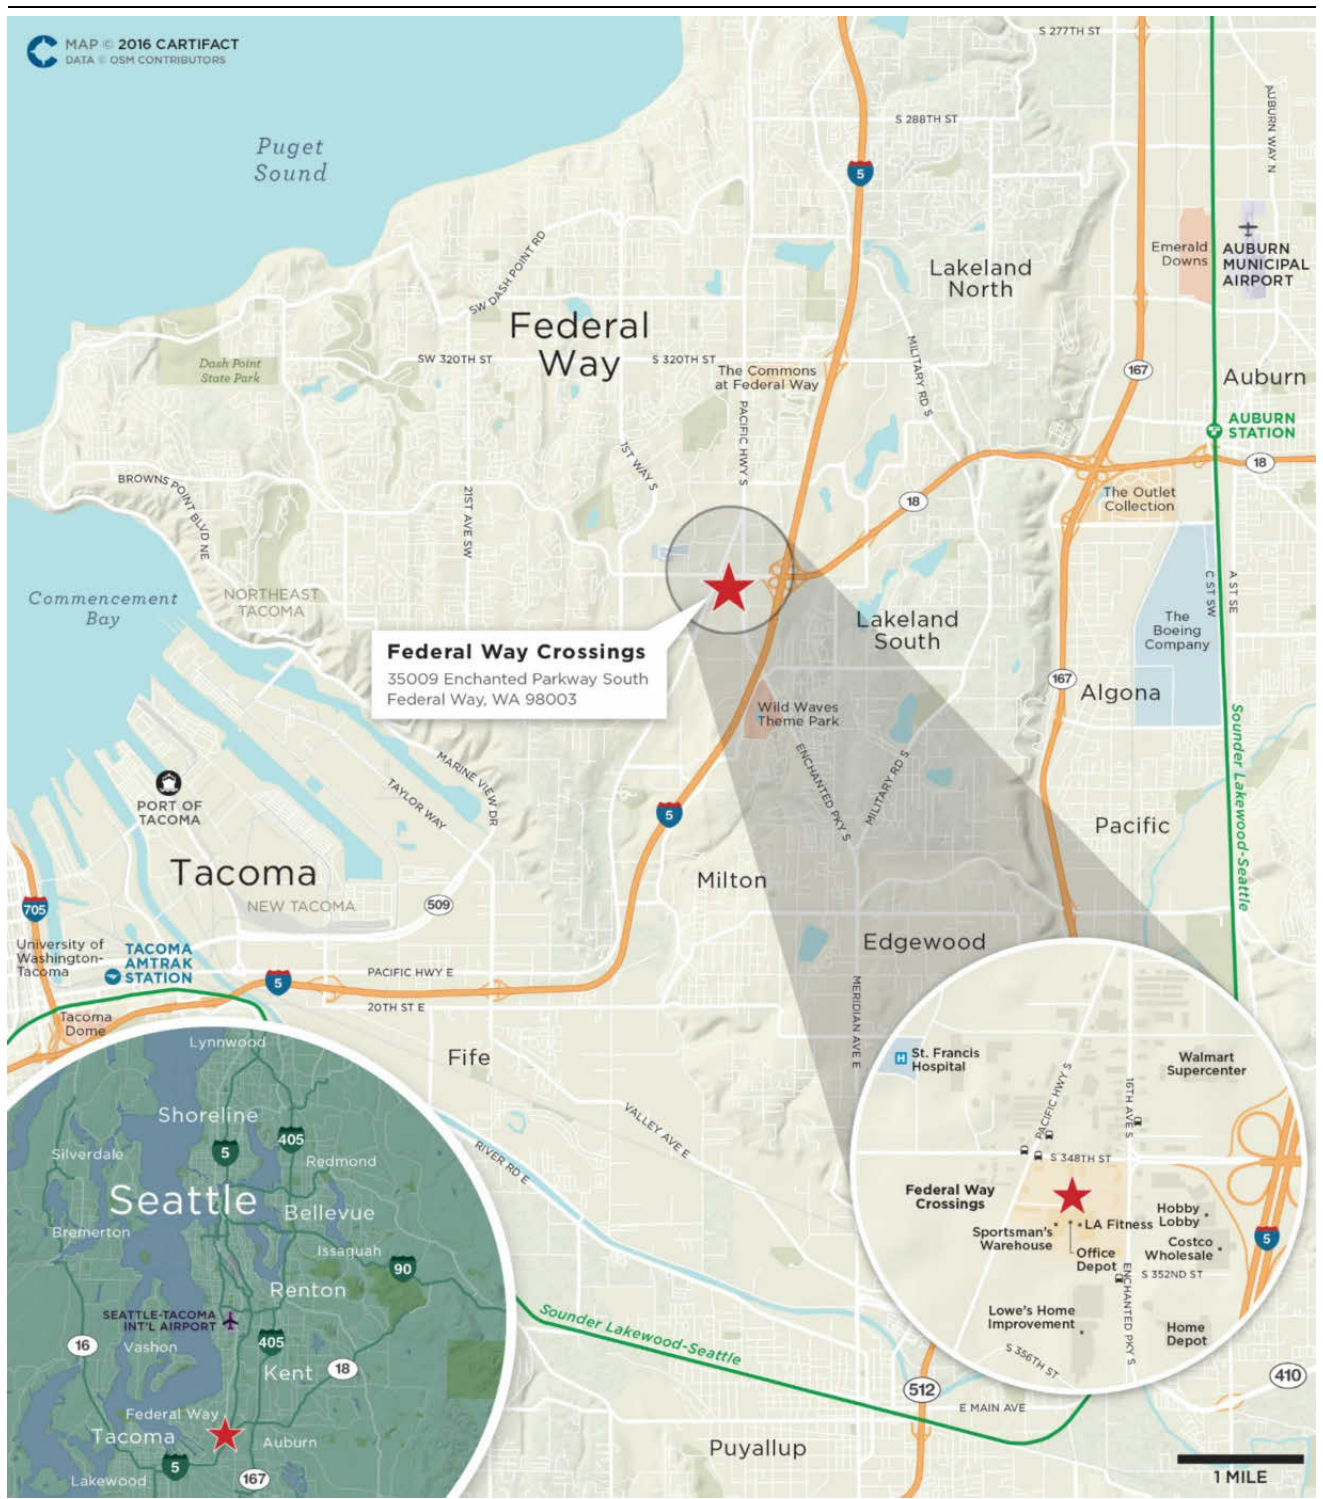 MAP © 2016 CARTIFACT
DATA © OSM CONTRIBUTORS
S 277TH ST
AUBURN WAY N
S 288TH ST
Puget
Sound
5
Emerald
Downs
AUBURN
MUNICIPAL
AIRPORT
Lakeland
North
SW DASH POINT RD
Federal
Way
SW 320TH ST
S 320TH ST
Dash Point
State Park
The Commons
at Federal Way
MILITARY RD S
167
Auburn
PACIFIC HWY S
AUBURN
STATION
1ST WAY S
18
18
BROWNS POINT BLVD NE
21ST AVE SW
The Outlet
Collection
Commencement
Bay
NORTHEAST
TACOMA
C ST SW
A ST SE
The
Boeing
Company
Lakeland
South
Federal Way Crossings
35009 Enchanted Parkway South
Federal Way, WA 98003
167
Algona
Wild Waves
Theme Park
Sounder Lakewood-Seattle
ENCHANTED PKY S
MILITARY RD S
MARINE VIEW DR
TAYLOR WAY
PORT OF
TACOMA
5
Pacific
Tacoma
NEW TACOMA
Milton
705
509
Edgewood
University of
Washington-
Tacoma
TACOMA
AMTRAK
STATION
PACIFIC HWY E
5
20TH ST E
MERIDIAN AVE E
Tacoma
Dome
Fife
VALLEY AVE E
RIVER RD E
H
St. Francis
Hospital
PACIFIC HWY S
16TH AVE S
Walmart
Supercenter
S 348TH ST
Federal Way
Crossings
Sportsman's
Warehouse
LA Fitness
Office
Depot
Hobby
Lobby
Costco
Wholesale
5
S 352ND ST
ENCHANTED PKY S
Lowe's Home
Improvement
S 356TH ST
Home
Depot
Lynnwood
Shoreline
5
405
Silverdale
Redmond
Seattle
Bellevue
Bremerton
Issaquah
90
Renton
SEATTLE-TACOMA
INT'L AIRPORT
16
Vashon
405
Kent
18
Federal Way
Tacoma
Auburn
5
Lakewood
167
Sounder Lakewood-Seattle
512
410
E MAIN AVE
Puyallup
1 MILE